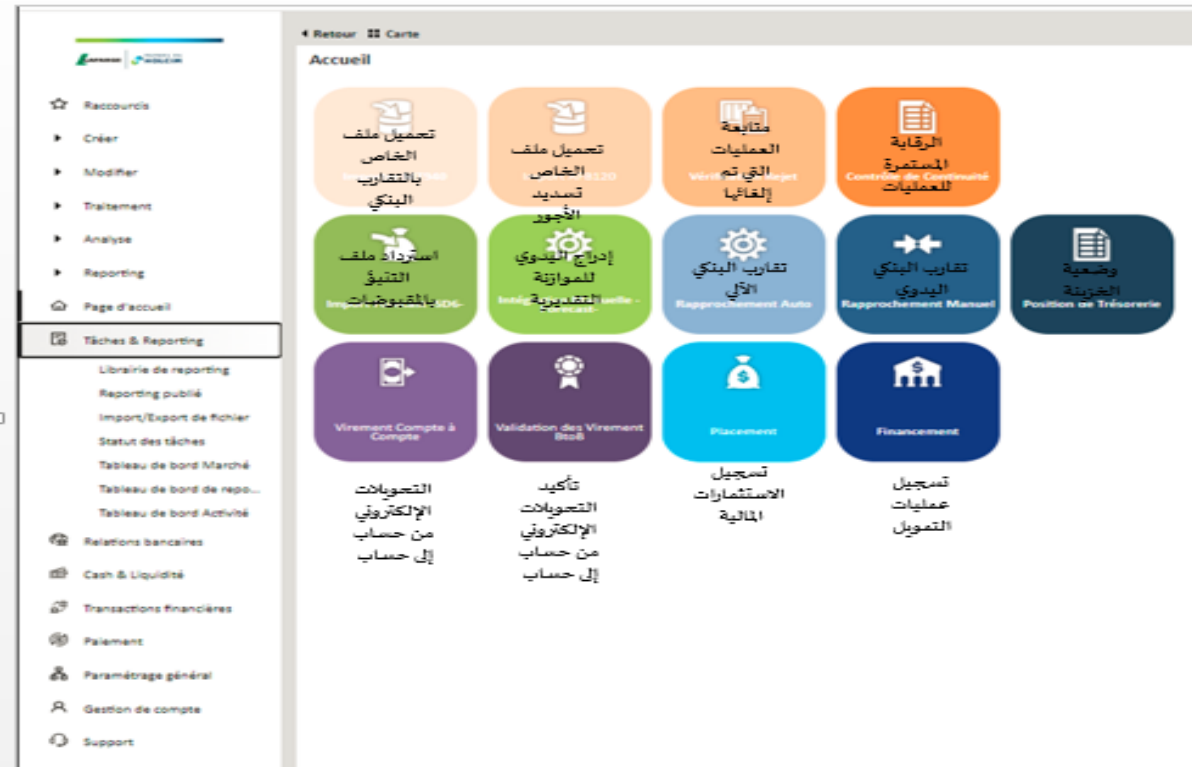 Retour Carte
Accueil
LAFARGE HOLCIM
Raccourcis
Créer
Modifier
Traitement
Analyse
Reporting
Page d'accueil
Tâches & Reporting
Librairie de reporting
Reporting publié
Import/Export de fichier
Statut des tâches
Tableau de bord Marché
Tableau de bord de repo...
Tableau de bord Activité
Relations bancaires
Cash & Liquidité
Transactions financières
Paiement
Paramétrage général
Gestion de compte
Support
تحميل ملف
الخاص
بالتقارب
البنكي
تحميل ملف
الخاص
تسديد
الأجور
متابعة
العمليات
التي تم
إلغائها
الرقابة
المستمرة
للعمليات
Contrôle de Continuité
استرداد ملف
التنبؤ
بالمقبوضات
إدراج اليدوي
للموازنة
التقديرية
تقارب البنكي
الآلي
Rapprochement Auto
تقارب البنكي
اليدوي
Rapprochement Manuel
وضعية
الخزينة
Position de Trésorerie
Virement Compte à
Compte
Validation des Virement
BtoB
Placement
Financement
التحويلات
الإلكتروني
من حساب
إلى حساب
تأكيد
التحويلات
الإلكتروني
من حساب
إلى حساب
تسجيل
الاستثمارات
المالية
تسجيل
عمليات
التمويل